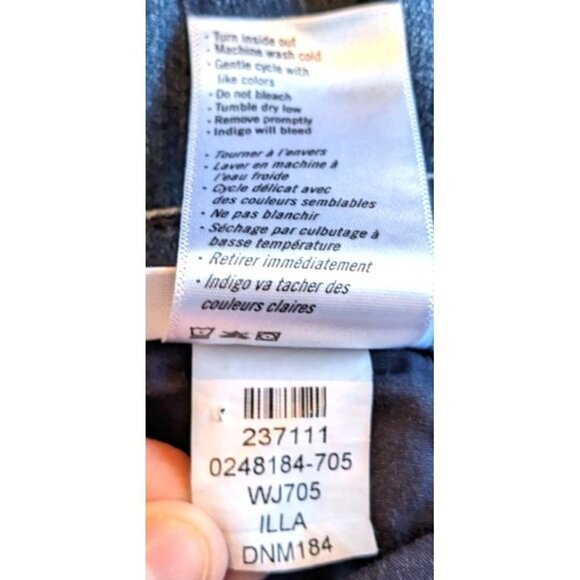 • Turn inside out
• Machine wash cold
• Gentle cycle with
like colors
• Do not bleach
• Tumble dry low
• Remove promptly
• Indigo will bleed
• Tourner à l'envers
• Laver en machine à
l'eau froide
• Cycle délicat avec
des couleurs semblables
• Ne pas blanchir
• Séchage par culbutage à
basse température
• Retirer immédiatement
• Indigo va tacher des
couleurs claires
237111
0248184-705
WJ705
ILLA
DNM184